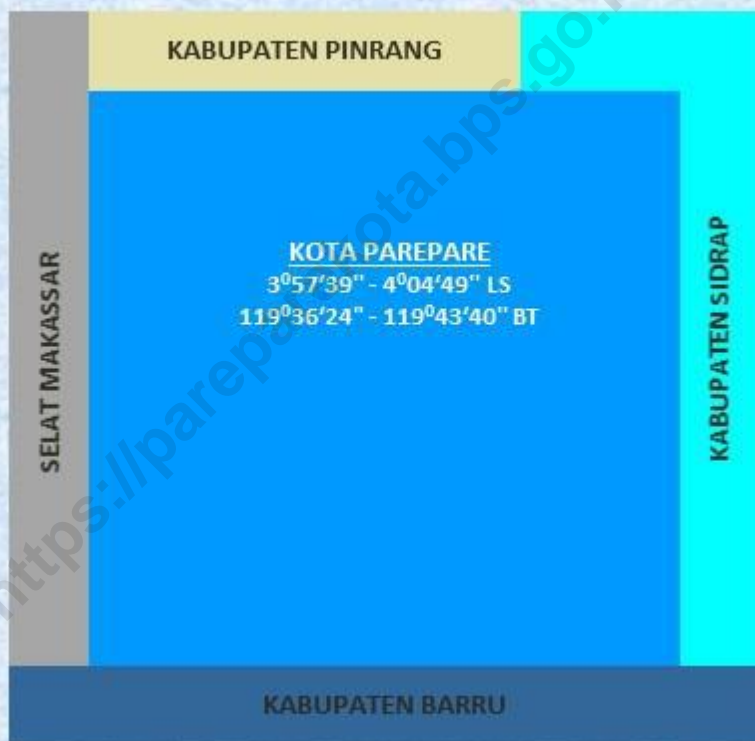 KABUPATEN PINRANG
KOTA PAREPARE
3⁰57'39" - 4⁰04'49" LS
119⁰36'24" - 119⁰43'40" BT
SELAT MAKASSAR
KABUPATEN SIDRAP
KABUPATEN BARRU
https://pareparekota.bps.go.